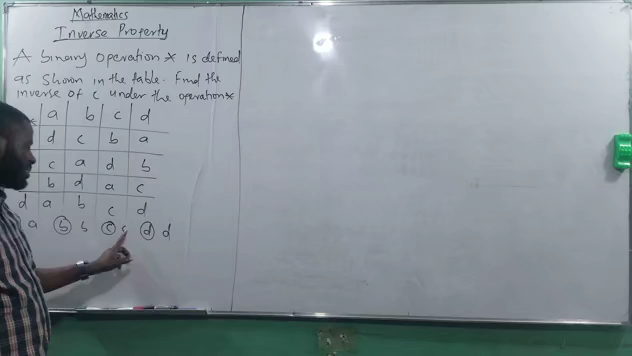 Mathematics
Inverse Property
A binary operation * is defined
as shown in the table. Find the
inverse of c under the operation *
* a b c d
d c b a
c a d b
b d a c
d a b c d
a b b c c d d